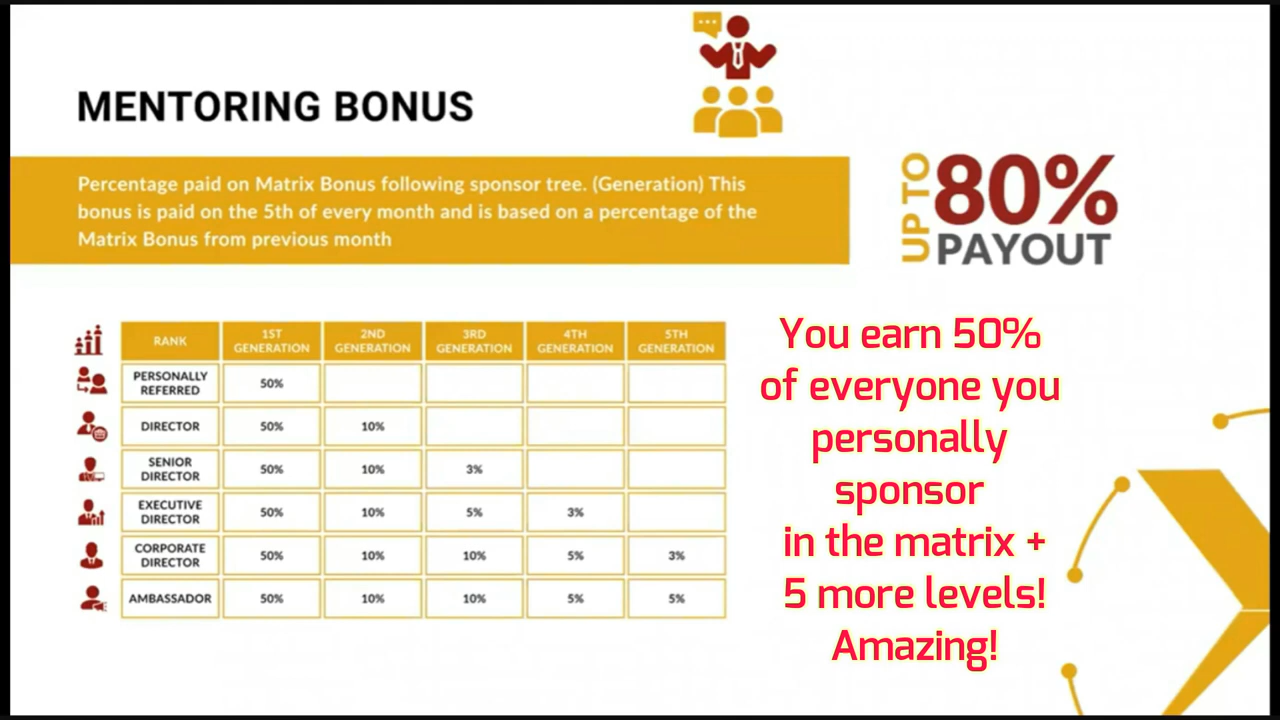 MENTORING BONUS
Percentage paid on Matrix Bonus following sponsor tree. (Generation) This
bonus is paid on the 5th of every month and is based on a percentage of the
Matrix Bonus from previous month
UP TO
80%
PAYOUT
RANK 1ST GENERATION 2ND GENERATION 3RD GENERATION 4TH GENERATION 5TH GENERATION
PERSONALLY REFERRED 50%
DIRECTOR 50% 10%
SENIOR DIRECTOR 50% 10% 3%
EXECUTIVE DIRECTOR 50% 10% 5% 3%
CORPORATE DIRECTOR 50% 10% 10% 5% 3%
AMBASSADOR 50% 10% 10% 5% 5%
You earn 50%
of everyone you
personally
sponsor
in the matrix +
5 more levels!
Amazing!